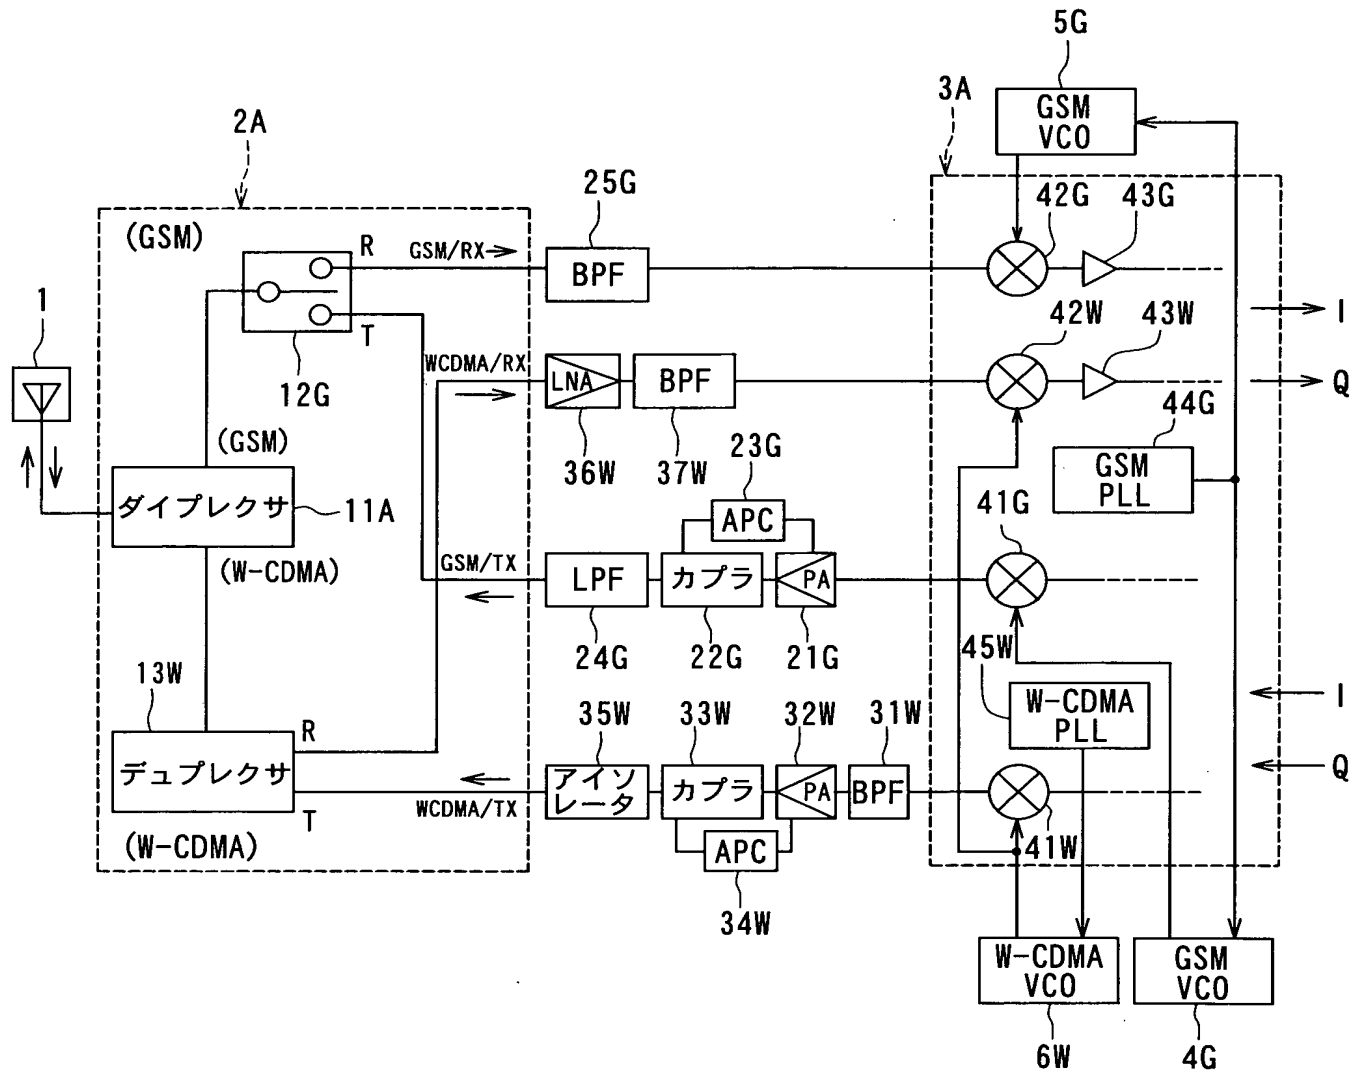 5G
GSM
VCO
3A
2A
25G
42G
43G
(GSM)
R
GSM/RX
BPF
T
12G
1
WCDMA/RX
LNA
BPF
36W
37W
42W
43W
I
Q
44G
GSM
PLL
(GSM)
ダイプレクサ
11A
(W-CDMA)
23G
APC
41G
GSM/TX
LPF
カプラ
PA
24G
22G
21G
45W
W-CDMA
PLL
I
Q
13W
デュプレクサ
R
T
(W-CDMA)
WCDMA/TX
35W
33W
32W
31W
アイソ
レータ
カプラ
PA
BPF
APC
34W
41W
W-CDMA
VCO
6W
GSM
VCO
4G